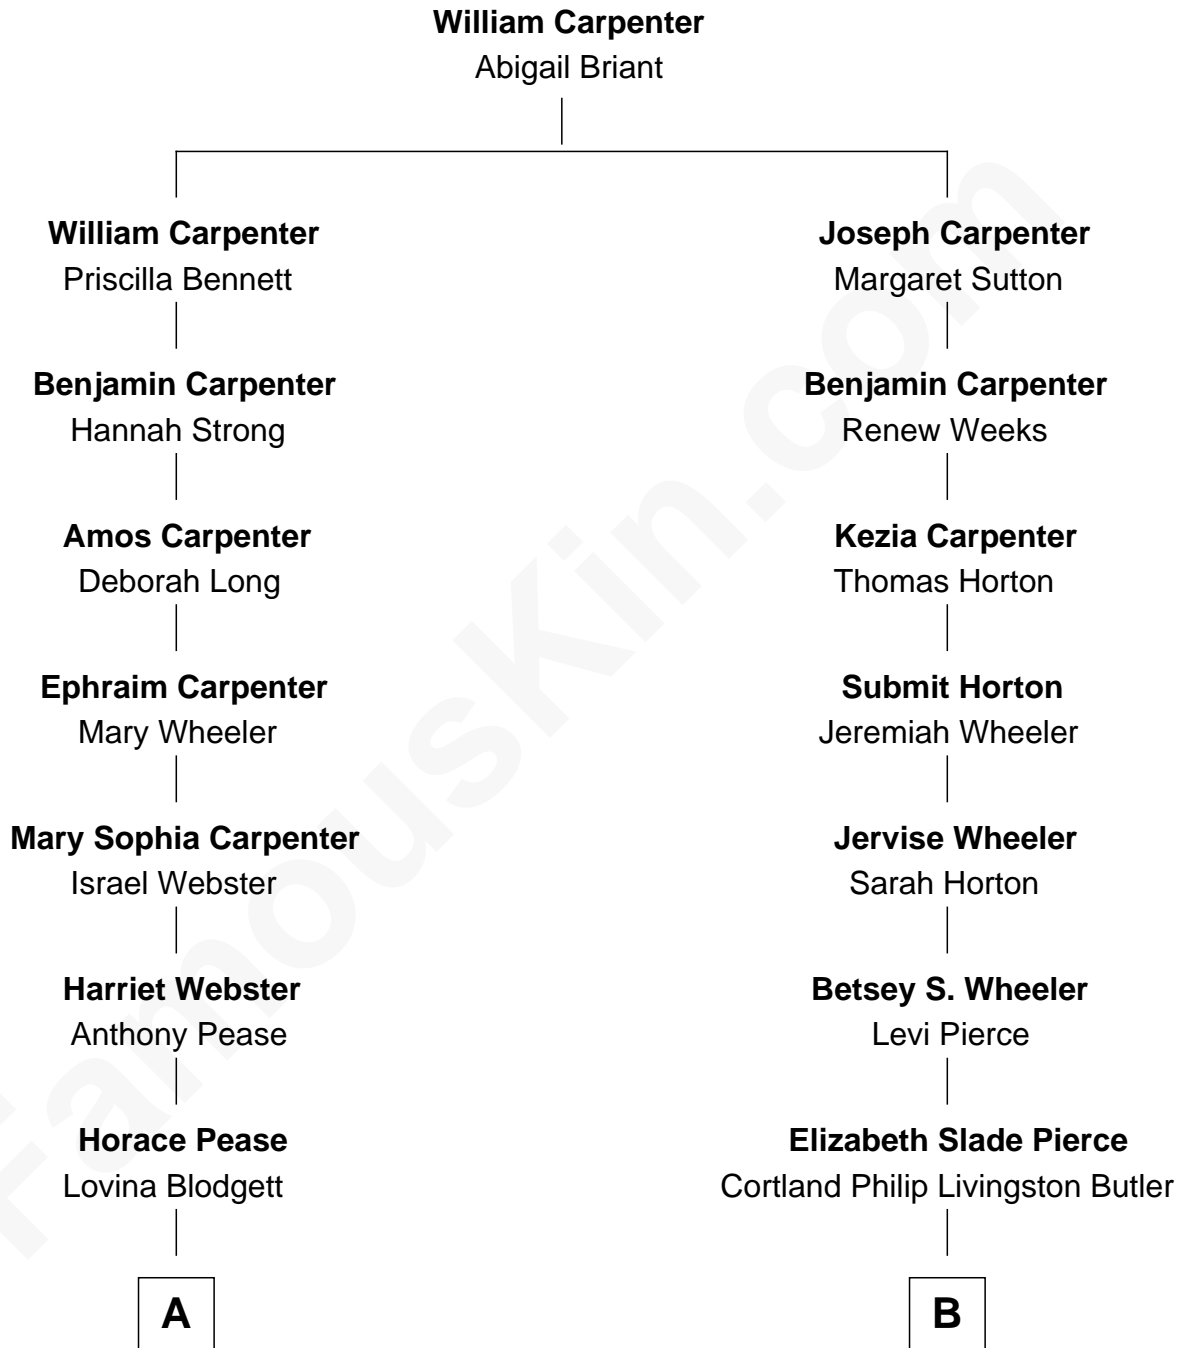 William Carpenter
Abigail Briant
William Carpenter
Priscilla Bennett
Joseph Carpenter
Margaret Sutton
Benjamin Carpenter
Hannah Strong
Benjamin Carpenter
Renew Weeks
Amos Carpenter
Deborah Long
Kezia Carpenter
Thomas Horton
Ephraim Carpenter
Mary Wheeler
Submit Horton
Jeremiah Wheeler
Mary Sophia Carpenter
Israel Webster
Jervise Wheeler
Sarah Horton
Harriet Webster
Anthony Pease
Betsey S. Wheeler
Levi Pierce
Horace Pease
Lovina Blodgett
Elizabeth Slade Pierce
Cortland Philip Livingston Butler
A
B
FamousKin.com